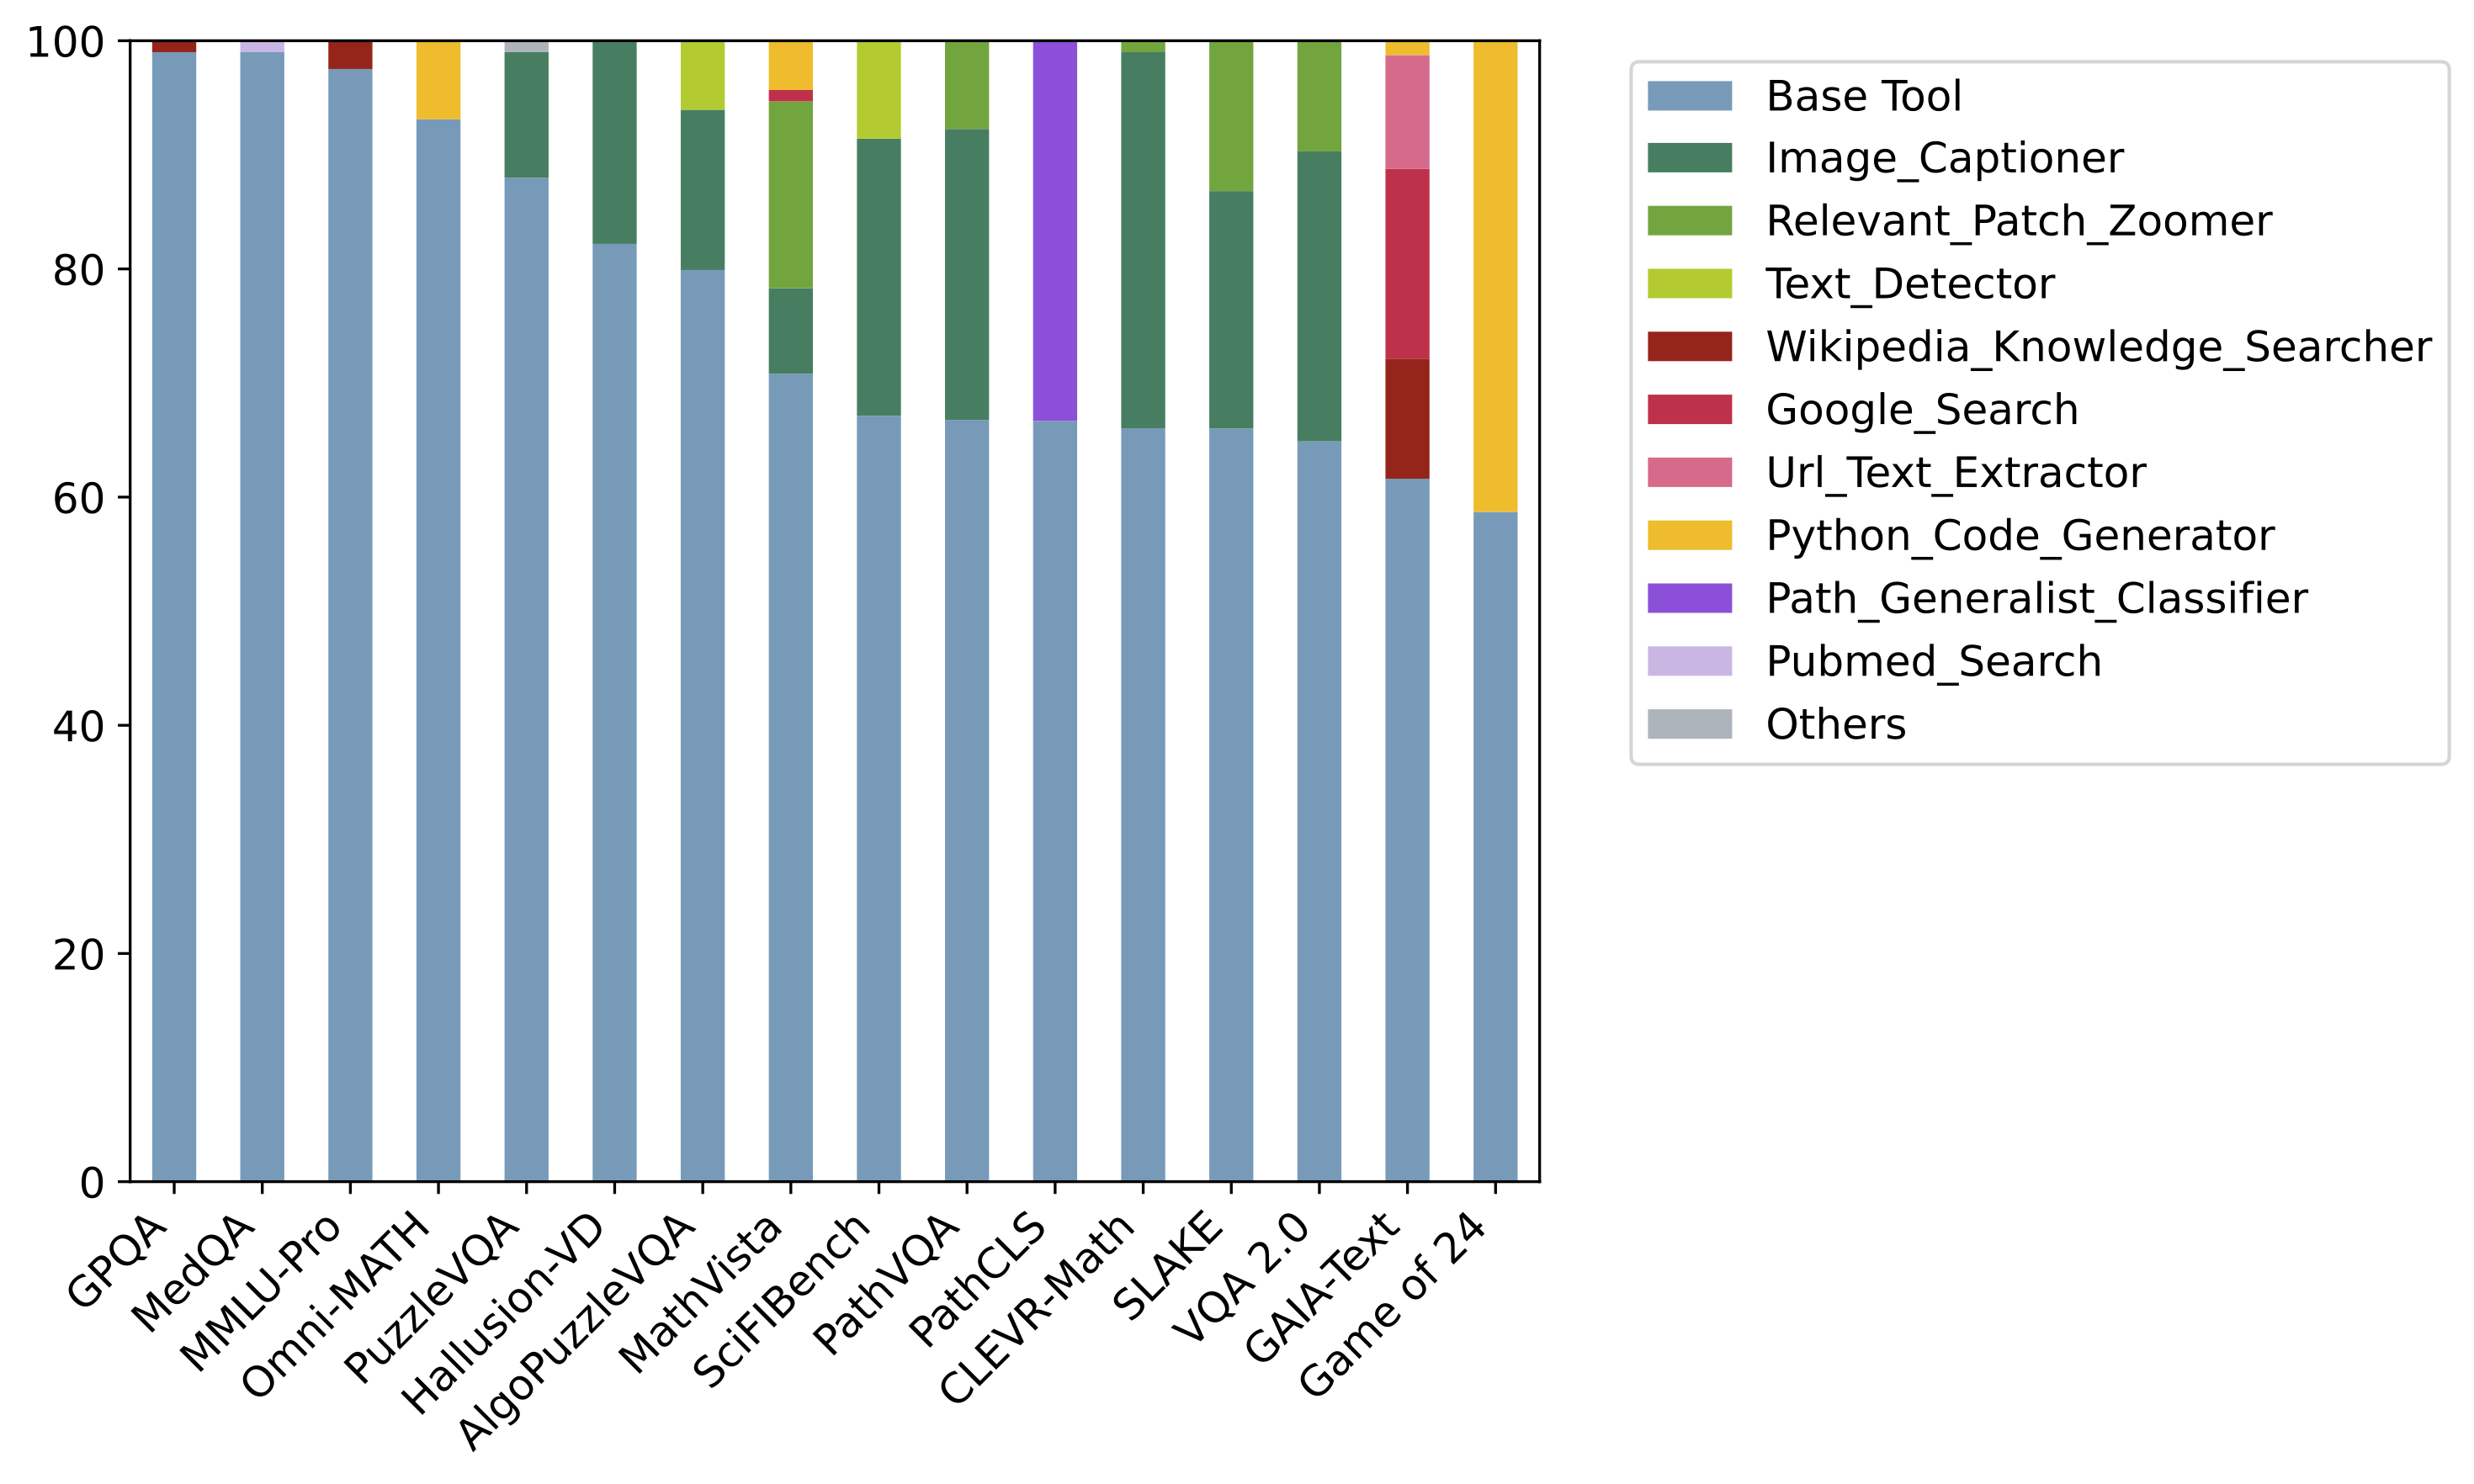 100
80
60
40
20
0
GPQA
MedQA
MMLU-Pro
Omni-MATH
PuzzleVQA
Hallusion-VD
AlgoPuzzleVQA
MathVista
SciFIBench
PathVQA
PathCLS
CLEVR-Math
SLAKE
VQA 2.0
GAIA-Text
Game of 24
Base Tool
Image_Captioner
Relevant_Patch_Zoomer
Text_Detector
Wikipedia_Knowledge_Searcher
Google_Search
Url_Text_Extractor
Python_Code_Generator
Path_Generalist_Classifier
Pubmed_Search
Others